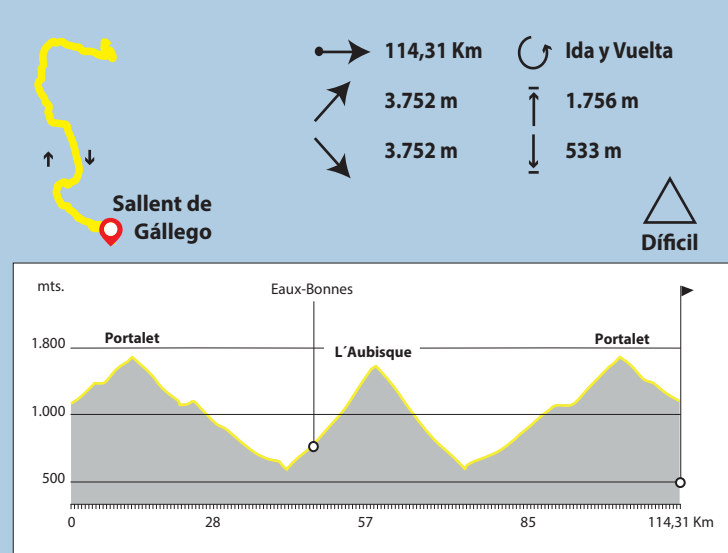 114,31 Km
Ida y Vuelta
3.752 m
1.756 m
3.752 m
533 m
Sallent de
Gállego
Díficil
mts.
Eaux-Bonnes
1.800
Portalet
L´Aubisque
Portalet
1.000
500
0
28
57
85
114,31 Km